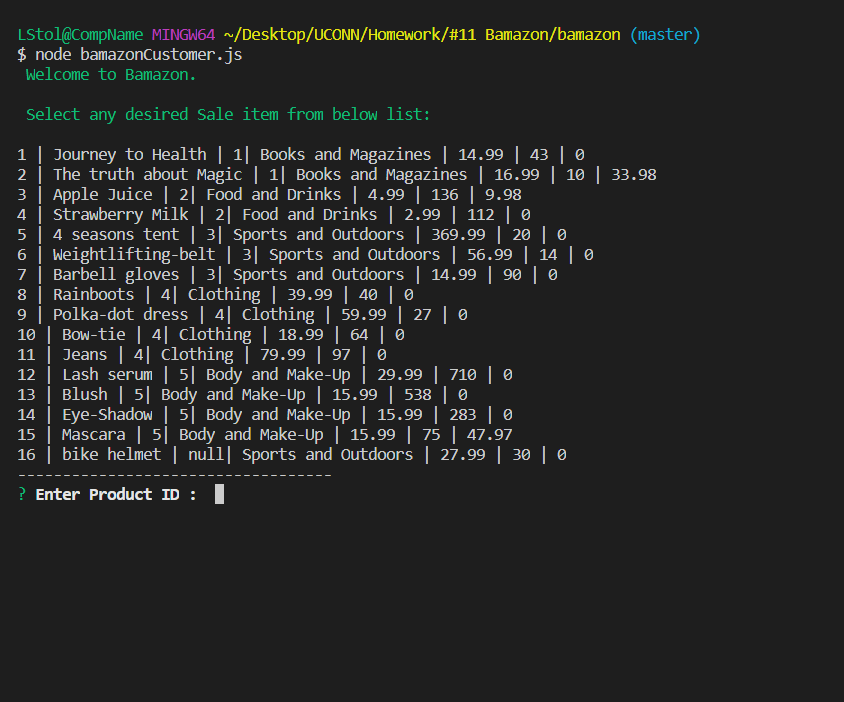 LStol@CompName MINGW64 ~/Desktop/UCONN/Homework/#11 Bamazon/bamazon (master)
$ node bamazonCustomer.js
Welcome to Bamazon.
Select any desired Sale item from below list:
1 | Journey to Health | 1| Books and Magazines | 14.99 | 43 | 0
2 | The truth about Magic | 1| Books and Magazines | 16.99 | 10 | 33.98
3 | Apple Juice | 2| Food and Drinks | 4.99 | 136 | 9.98
4 | Strawberry Milk | 2| Food and Drinks | 2.99 | 112 | 0
5 | 4 seasons tent | 3| Sports and Outdoors | 369.99 | 20 | 0
6 | Weightlifting-belt | 3| Sports and Outdoors | 56.99 | 14 | 0
7 | Barbell gloves | 3| Sports and Outdoors | 14.99 | 90 | 0
8 | Rainboots | 4| Clothing | 39.99 | 40 | 0
9 | Polka-dot dress | 4| Clothing | 59.99 | 27 | 0
10 | Bow-tie | 4| Clothing | 18.99 | 64 | 0
11 | Jeans | 4| Clothing | 79.99 | 97 | 0
12 | Lash serum | 5| Body and Make-Up | 29.99 | 710 | 0
13 | Blush | 5| Body and Make-Up | 15.99 | 538 | 0
14 | Eye-Shadow | 5| Body and Make-Up | 15.99 | 283 | 0
15 | Mascara | 5| Body and Make-Up | 15.99 | 75 | 47.97
16 | bike helmet | null| Sports and Outdoors | 27.99 | 30 | 0
-----------------------------------
? Enter Product ID :